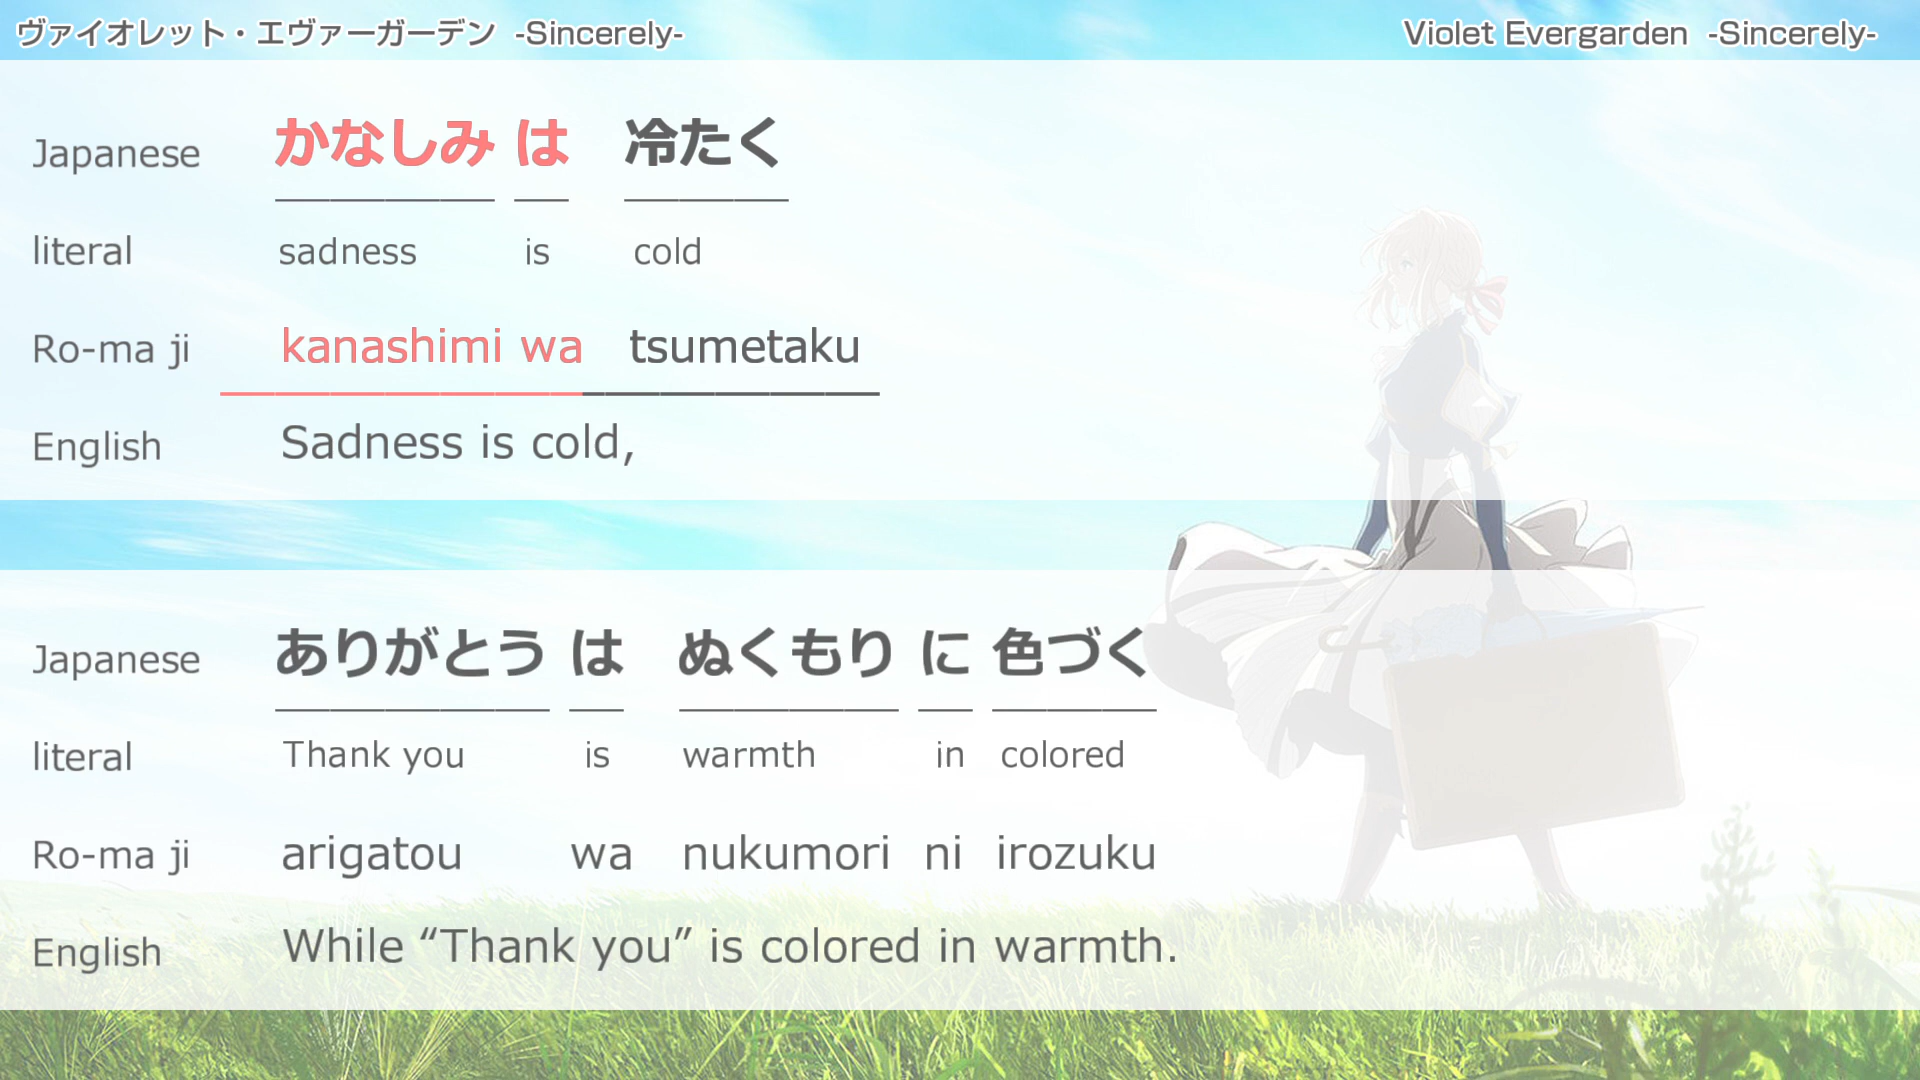 ヴァイオレット・エヴァーガーデン -Sincerely-
Violet Evergarden -Sincerely-
Japanese かなしみ は 冷たく
literal sadness is cold
Ro-ma ji kanashimi wa tsumetaku
English Sadness is cold,
Japanese ありがとう は ぬくもり に 色づく
literal Thank you is warmth in colored
Ro-ma ji arigatou wa nukumori ni irozuku
English While “Thank you” is colored in warmth.